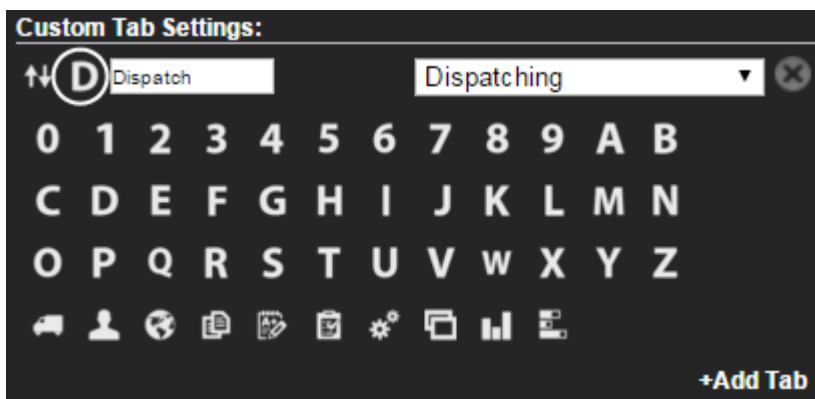 Custom Tab Settings:
D Dispatch Dispatching
0 1 2 3 4 5 6 7 8 9 A B
C D E F G H I J K L M N
O P Q R S T U V W X Y Z
+Add Tab